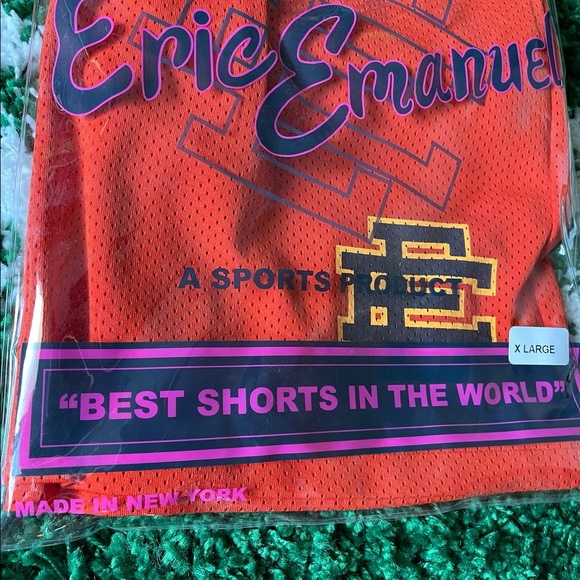 Eric Emanuel
A SPORTS PRODUCT
X LARGE
“BEST SHORTS IN THE WORLD”
MADE IN NEW YORK